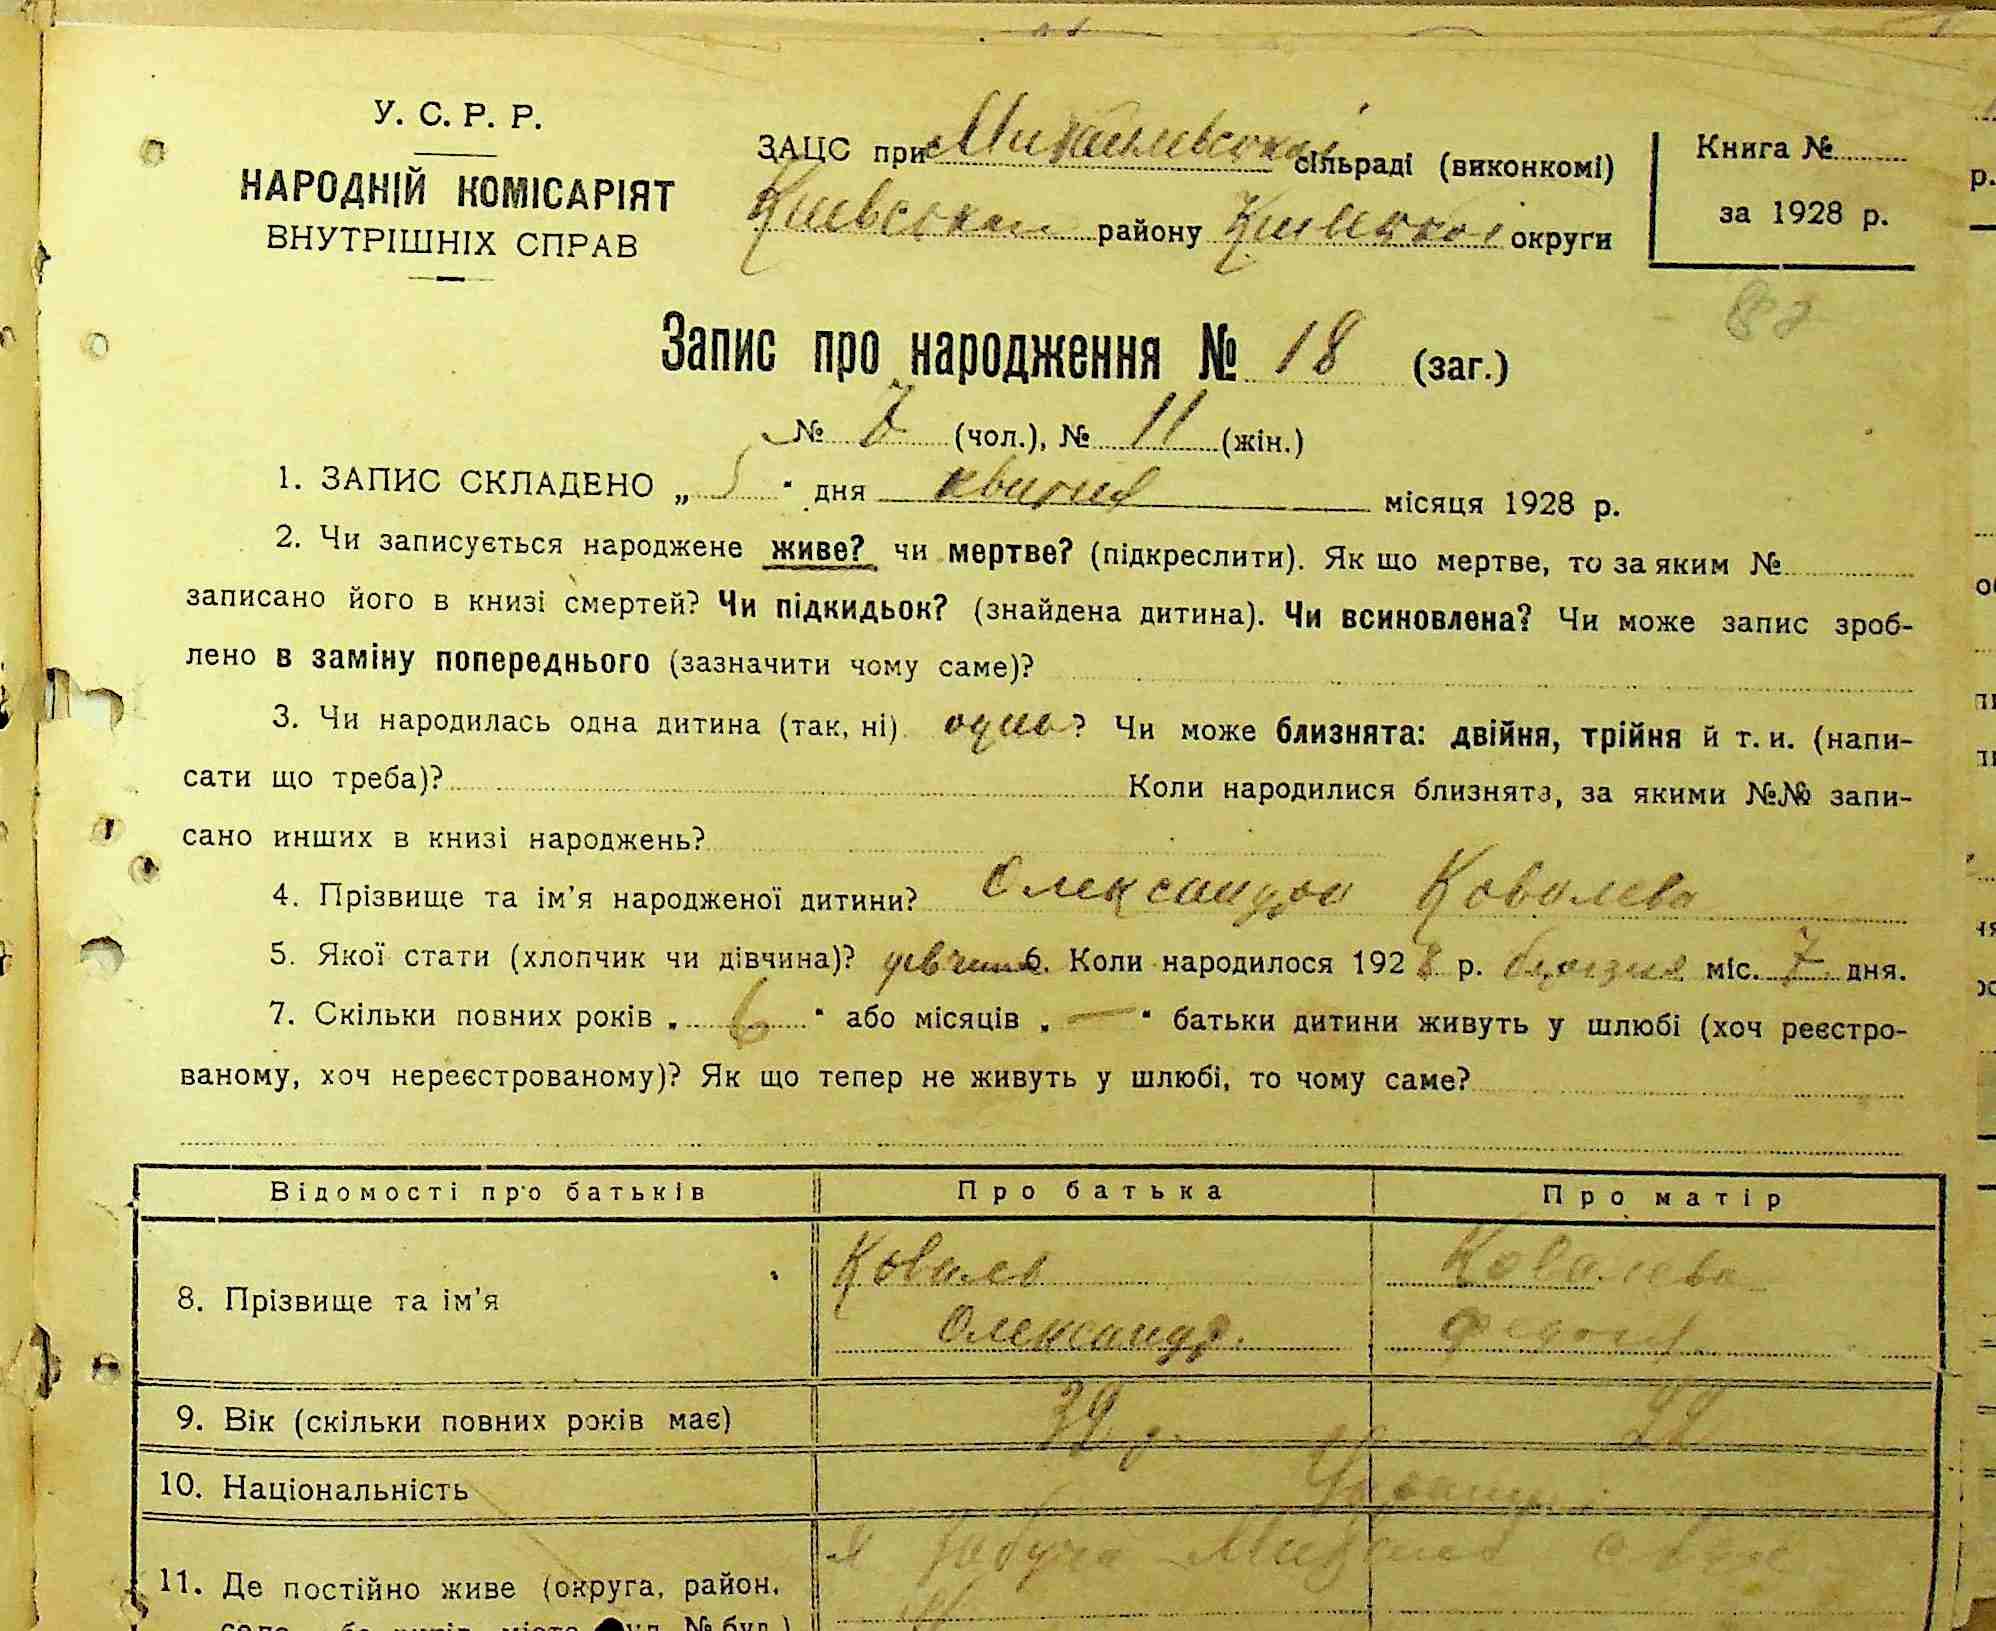 У. С. Р. Р.
НАРОДНІЙ КОМІСАРІЯТ
ВНУТРІШНІХ СПРАВ
ЗАЦС при Михайлівській сільраді (виконкомі)
Київського району Київської округи
Книга №
за 1928 р.
Запис про народження № 18 (заг.)
№ 7 (чол.), № 11 (жін.)
1. ЗАПИС СКЛАДЕНО „ 5 " дня квітня місяця 1928 р.
2. Чи записується народжене живе? чи мертве? (підкреслити). Як що мертве, то за яким №
записано його в книзі смертей? Чи підкидьок? (знайдена дитина). Чи всиновлена? Чи може запис зроб-
лено в заміну попереднього (зазначити чому саме)?
3. Чи народилась одна дитина (так, ні) одна? Чи може близнята: двійня, трійня й т. и. (напи-
сати що треба)? Коли народилися близнята, за якими №№ запи-
сано инших в книзі народжень?
4. Прізвище та ім'я народженої дитини? Олександра Ковалева
5. Якої стати (хлопчик чи дівчина)? дівчина 6. Коли народилося 1928 р. березня міс. 7 дня.
7. Скільки повних років „ 6 " або місяців „ — " батьки дитини живуть у шлюбі (хоч реєстро-
ваному, хоч нереєстрованому)? Як що тепер не живуть у шлюбі, то чому саме?
Відомості про батьків Про батька Про матір
8. Прізвище та ім'я
Коваль
Олександр.
Ковалева
Федося
9. Вік (скільки повних років має) 39 р.
10. Національність
11. Де постійно живе (округа, район,